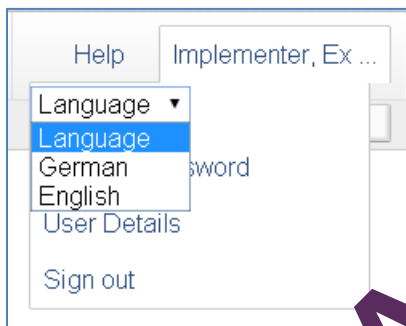 Help Implementer, Ex ...
Language
Language
German
sword
English
User Details
Sign out